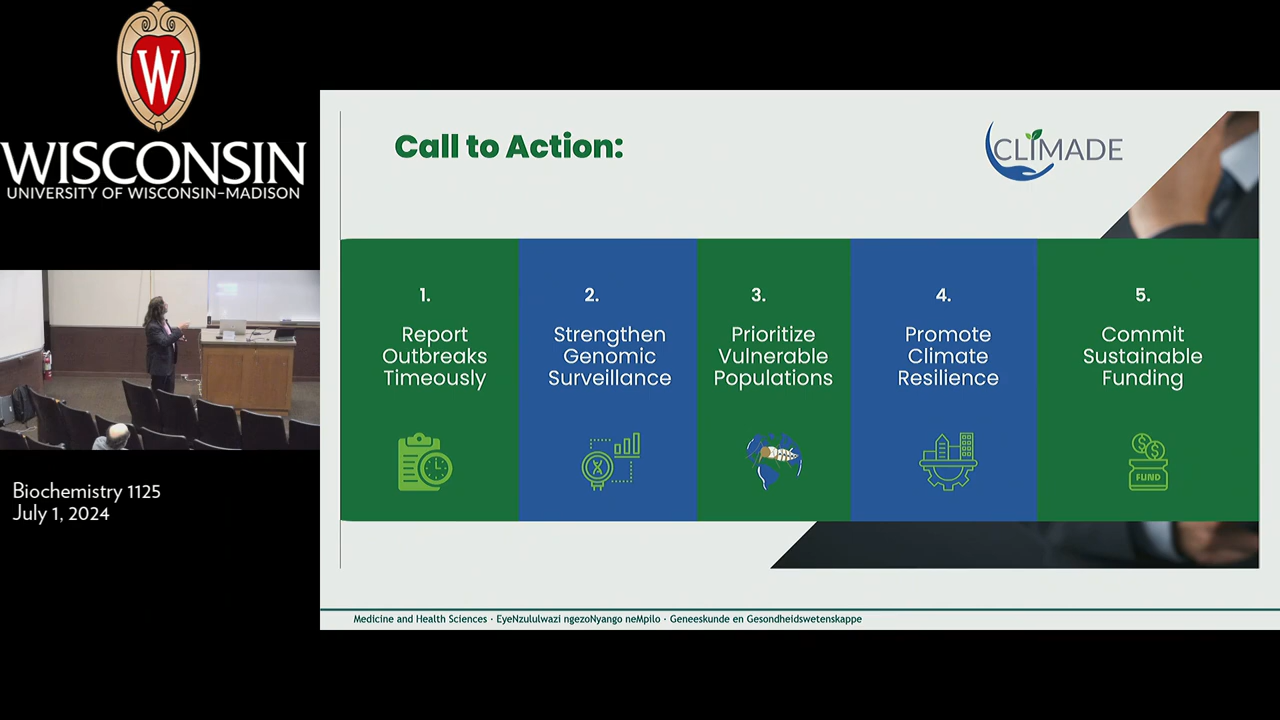 W
WISCONSIN
UNIVERSITY OF WISCONSIN–MADISON
Biochemistry 1125
July 1, 2024
Call to Action:
CLIMADE
1.
Report
Outbreaks
Timeously
2.
Strengthen
Genomic
Surveillance
3.
Prioritize
Vulnerable
Populations
4.
Promote
Climate
Resilience
5.
Commit
Sustainable
Funding
FUND
Medicine and Health Sciences · EyeNzululwazi ngezoNyango neMpilo · Geneeskunde en Gesondheidswetenskappe